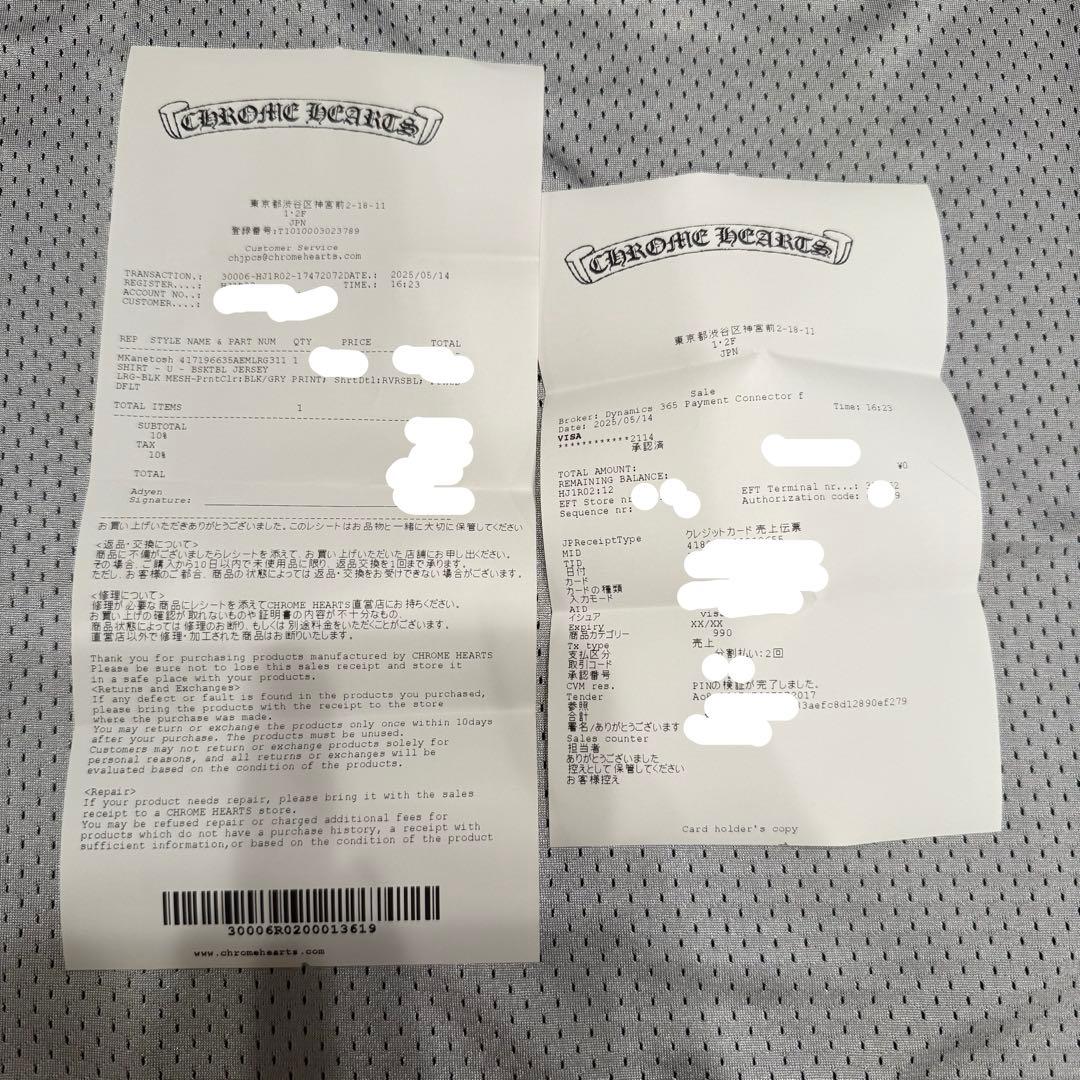 CHROME HEARTS
東京都渋谷区神宮前2-18-11
1・2F
JPN
登録番号:T1010003023789
Customer Service
chjpcs@chromehearts.com
TRANSACTION.: 30006-HJ1R02-17472072DATE.: 2025/05/14
REGISTER....: TIME.: 16:23
ACCOUNT NO..:
CUSTOMER....:
REP STYLE NAME & PART NUM QTY PRICE TOTAL
MKanetosh 417196635AEMLRG311 1
SHIRT - U - BSKTBL JERSEY
LRG-BLK MESH-PrntClr:BLK/GRY PRINT; ShrtDtl:RVRSBL;
DFLT
TOTAL ITEMS 1
SUBTOTAL
10%
TAX
10%
TOTAL
Adyen
Signature:
お買い上げいただきありがとうございました。このレシートはお品物と一緒に大切に保管してください
<返品・交換について>
商品に不備がございましたらレシートを添えて、お買い上げいただいた店舗にお申し出ください。
その場合、ご購入から10日以内で未使用品に限り、返品交換を1回まで承ります。
ただし、お客様のご都合、商品の状態によっては返品・交換をお受けできない場合がございます。
<修理について>
修理が必要な商品にレシートを添えてCHROME HEARTS直営店にお持ちください。
お買い上げの確認が取れないものや証明書の内容が不十分なもの、
商品状態によっては修理のお断り、もしくは別途料金をいただくことがございます。
直営店以外で修理・加工された商品はお断りいたします。
Thank you for purchasing products manufactured by CHROME HEARTS
Please be sure not to lose this sales receipt and store it
in a safe place with your products.
<Returns and Exchanges>
If any defect or fault is found in the products you purchased,
please bring the products with the receipt to the store
where the purchase was made.
You may return or exchange the products only once within 10days
after your purchase. The products must be unused.
Customers may not return or exchange products solely for
personal reasons, and all returns or exchanges will be
evaluated based on the condition of the products.
<Repair>
If your product needs repair, please bring it with the sales
receipt to a CHROME HEARTS store.
You may be refused repair or charged additional fees for
products which do not have a purchase history, a receipt with
sufficient information,or based on the condition of the product
30006R0200013619
www.chromehearts.com
CHROME HEARTS
東京都渋谷区神宮前2-18-11
1・2F
JPN
Sale
Broker: Dynamics 365 Payment Connector f
Date: 2025/05/14 Time: 16:23
VISA
************2114
承認済
TOTAL AMOUNT:
REMAINING BALANCE: ¥0
HJ1R02:12 EFT Terminal nr...:
EFT Store nr Authorization code:
Sequence nr:
JPReceiptType クレジットカード売上伝票
MID
TID
日付
カード
カードの種類
入力モード
AID
イシュア
Expiry XX/XX
商品カテゴリー 990
Tx type 売上
支払区分 分割払い:2回
取引コード
承認番号
CVM res. PINの検証が完了しました。
Tender
参照 3aefc8d12890ef279
合計
署名/ありがとうございます
Sales counter
担当者
ありがとうございました
控えとして保管してください
お客様控え
Card holder's copy